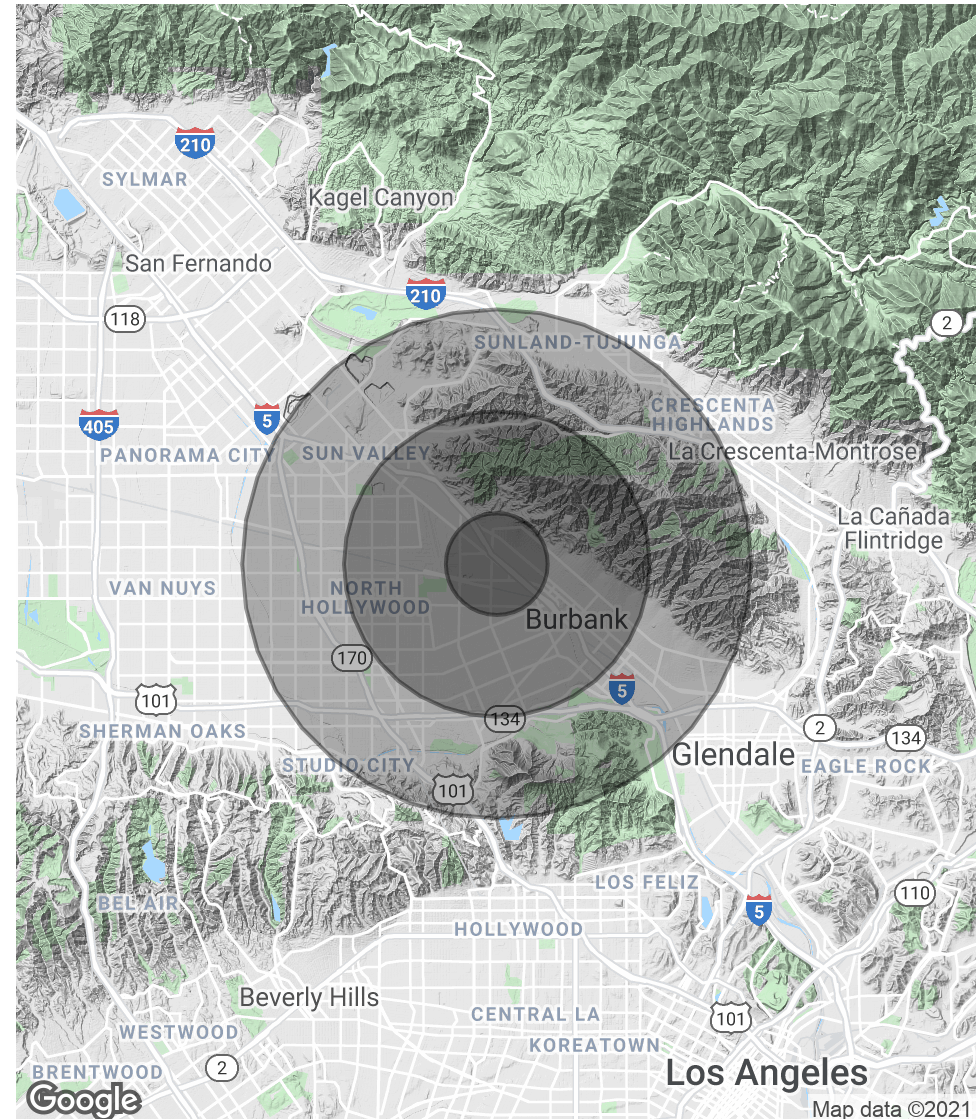 210
SYLMAR
Kagel Canyon
San Fernando
210
118
2
SUNLAND-TUJUNGA
CRESCENTA
HIGHLANDS
405
5
PANORAMA CITY
SUN VALLEY
La Crescenta-Montrose
La Cañada
Flintridge
VAN NUYS
NORTH
HOLLYWOOD
Burbank
170
5
101
134
2
134
SHERMAN OAKS
Glendale
EAGLE ROCK
STUDIO CITY
101
LOS FELIZ
110
BEL AIR
5
HOLLYWOOD
Beverly Hills
CENTRAL LA
101
WESTWOOD
KOREATOWN
2
BRENTWOOD
Los Angeles
Google
Map data ©2021